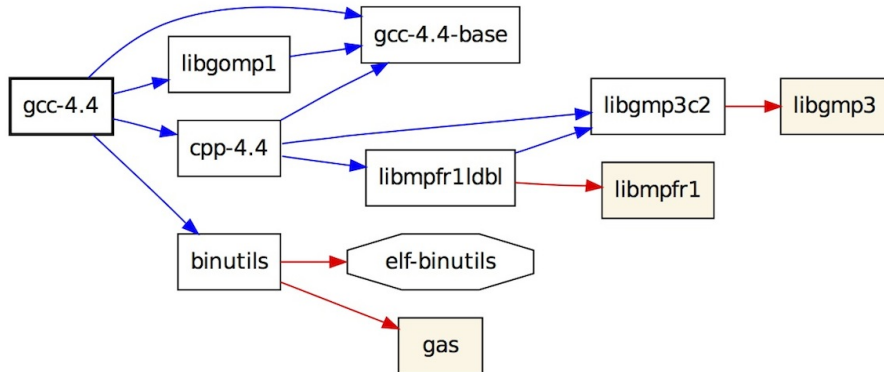 gcc-4.4-base
libgomp1
gcc-4.4
libgmp3c2
libgmp3
cpp-4.4
libmpfr1ldbl
libmpfr1
binutils
elf-binutils
gas